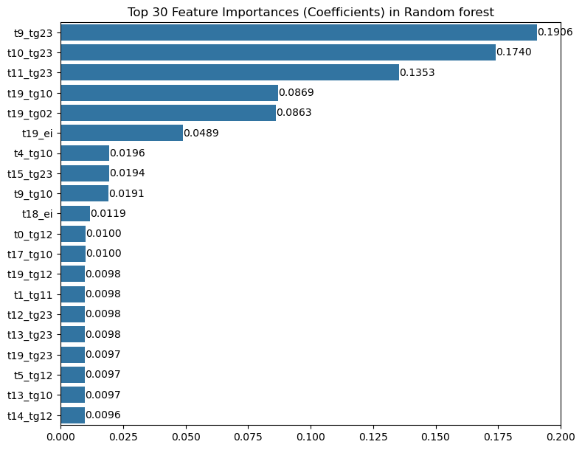 Top 30 Feature Importances (Coefficients) in Random forest
t9_tg23 0.1906
t10_tg23 0.1740
t11_tg23 0.1353
t19_tg10 0.0869
t19_tg02 0.0863
t19_ei 0.0489
t4_tg10 0.0196
t15_tg23 0.0194
t9_tg10 0.0191
t18_ei 0.0119
t0_tg12 0.0100
t17_tg10 0.0100
t19_tg12 0.0098
t1_tg11 0.0098
t12_tg23 0.0098
t13_tg23 0.0098
t19_tg23 0.0097
t5_tg12 0.0097
t13_tg10 0.0097
t14_tg12 0.0096
0.000 0.025 0.050 0.075 0.100 0.125 0.150 0.175 0.200